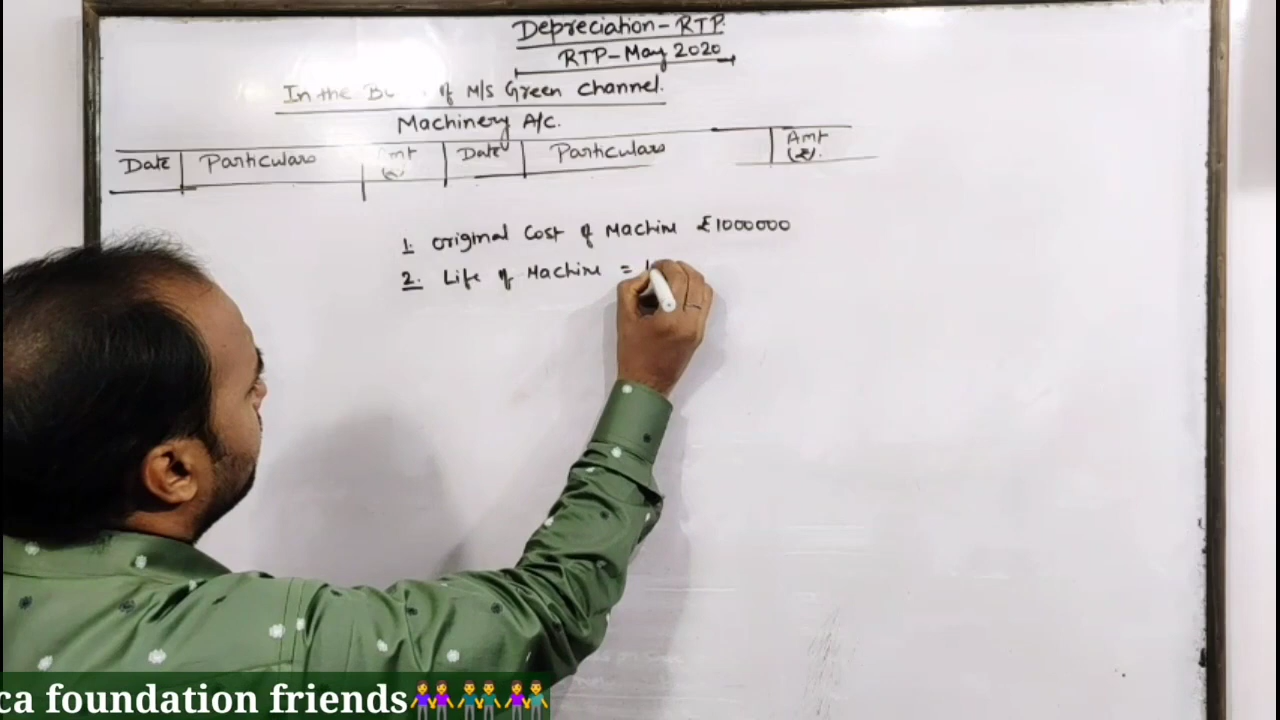 Depreciation - RTP
RTP - May 2020
In the of M/S Green Channel.
Machinery A/c.
Date Particulars Amt (₹) Date Particulars Amt (₹).
1. Original Cost of Machine ₹1000000
2. Life of Machine =
ca foundation friends👭👬👫